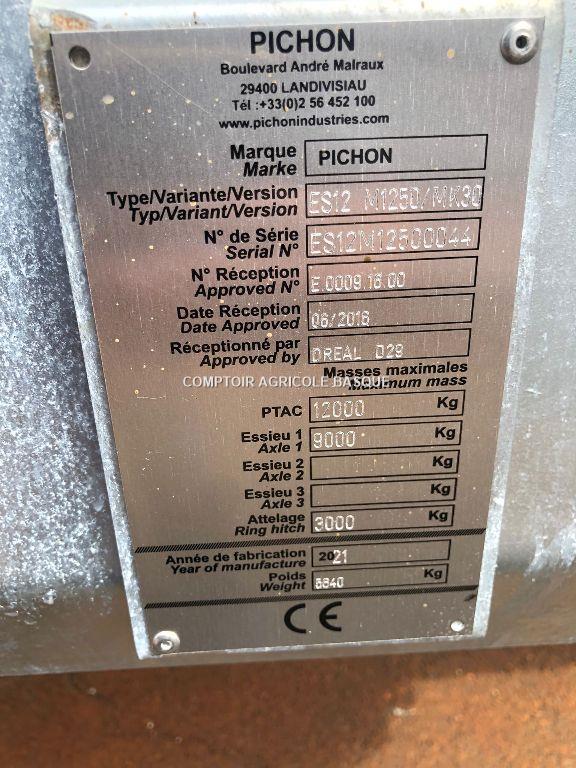 PICHON
Boulevard André Malraux
29400 LANDIVISIAU
Tél :+33(0)2 56 452 100
www.pichonindustries.com
Marque PICHON
Marke
Type/Variante/Version ES12 M1250/MK30
Typ/Variant/Version
N° de Série ES12M12500044
Serial N°
N° Réception E.0009.16.00
Approved N°
Date Réception 06/2016
Date Approved
Réceptionné par DREAL D29
Approved by
Masses maximales
Maximum mass
COMPTOIR AGRICOLE BASQUE
PTAC 12000 Kg
Essieu 1 9000 Kg
Axle 1
Essieu 2 Kg
Axle 2
Essieu 3 Kg
Axle 3
Attelage 3000 Kg
Ring hitch
Année de fabrication 2021
Year of manufacture
Poids Kg
Weight
CE